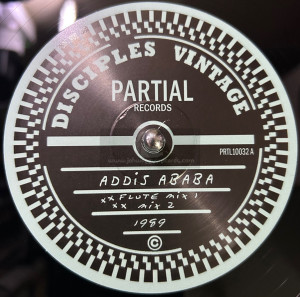 DISCIPLES VINTAGE
PARTIAL
RECORDS
PRTL10032 A
ADDiS ABABA
xx FLUTE mix 1
xx mix 2
1989
©